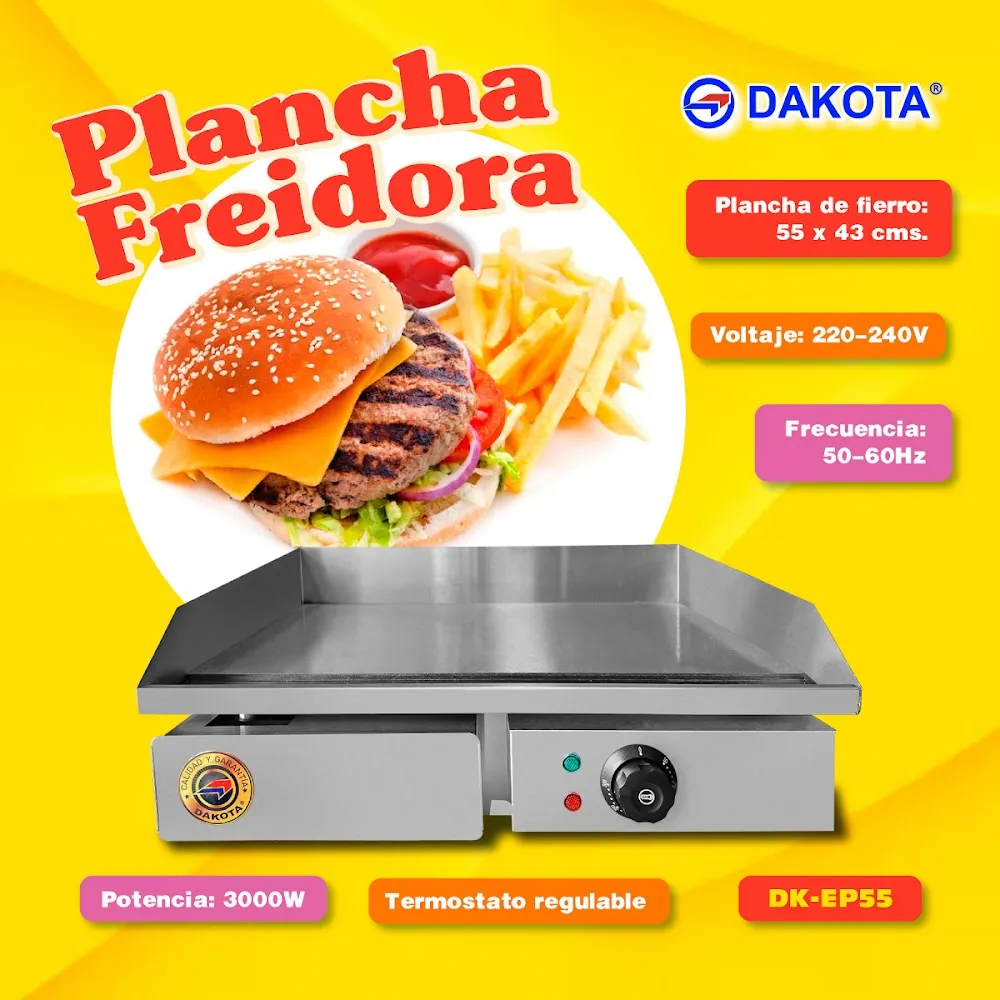 Plancha
Freidora
DAKOTA®
Plancha de fierro:
55 x 43 cms.
Voltaje: 220-240V
Frecuencia:
50-60Hz
CALIDAD Y GARANTIA
DAKOTA®
Potencia: 3000W
Termostato regulable
DK-EP55